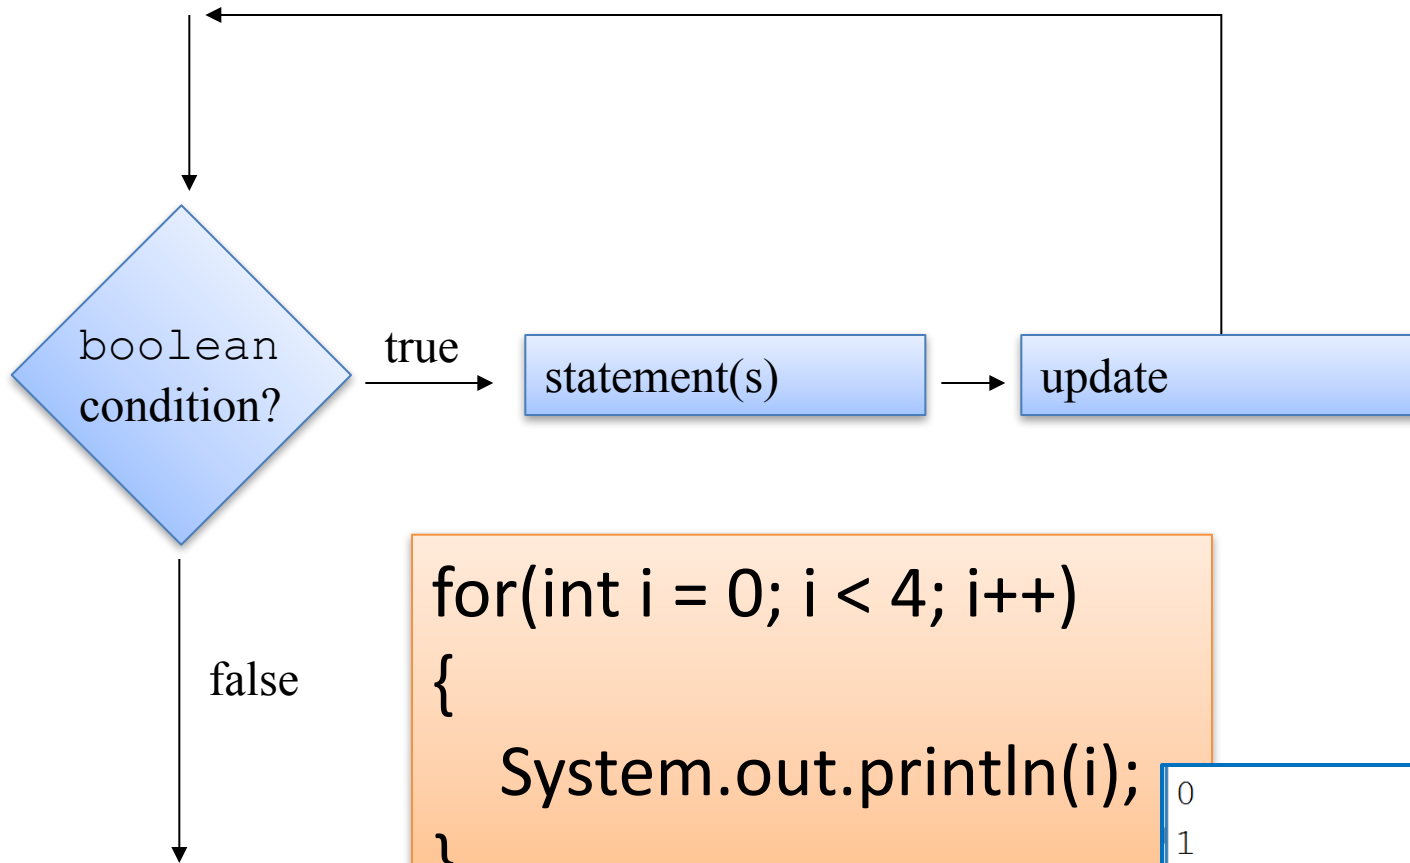 boolean
condition?
true
statement(s)
update
false
for(int i = 0; i < 4; i++)
{
System.out.println(i);
}
0
1